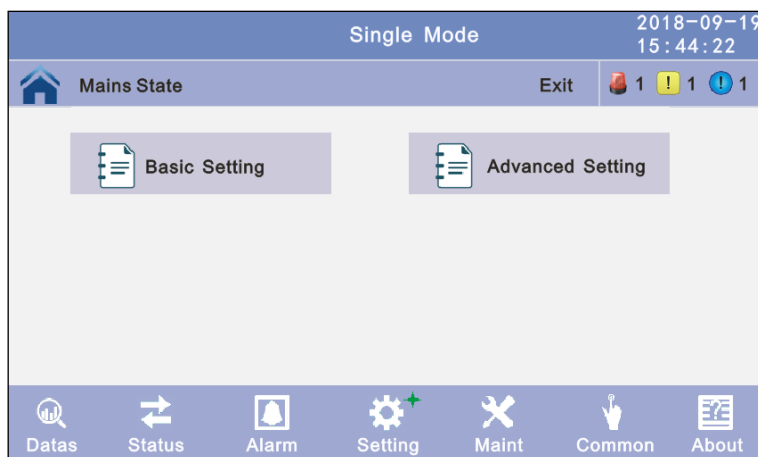 Single Mode
2018-09-19
15:44:22
Mains State Exit 1 ! 1 ! 1
Basic Setting Advanced Setting
Datas Status Alarm Setting Maint Common About